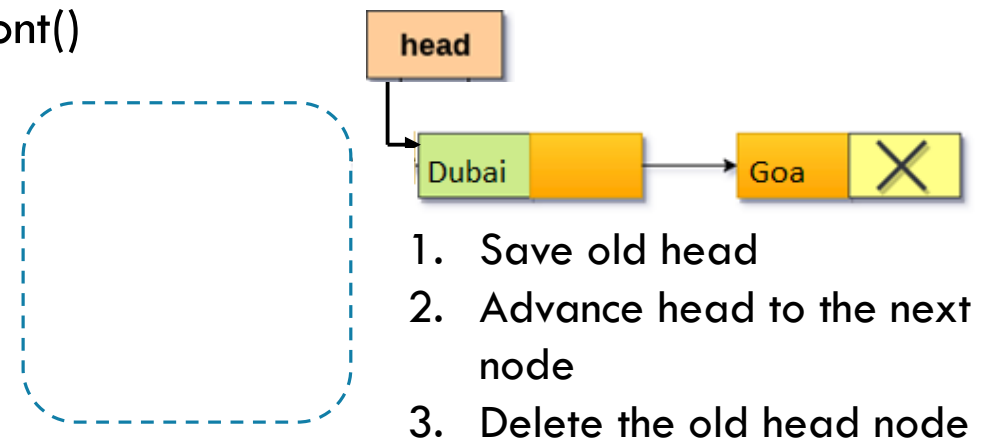 ont()
head
Dubai
Goa
1. Save old head
2. Advance head to the next
node
3. Delete the old head node